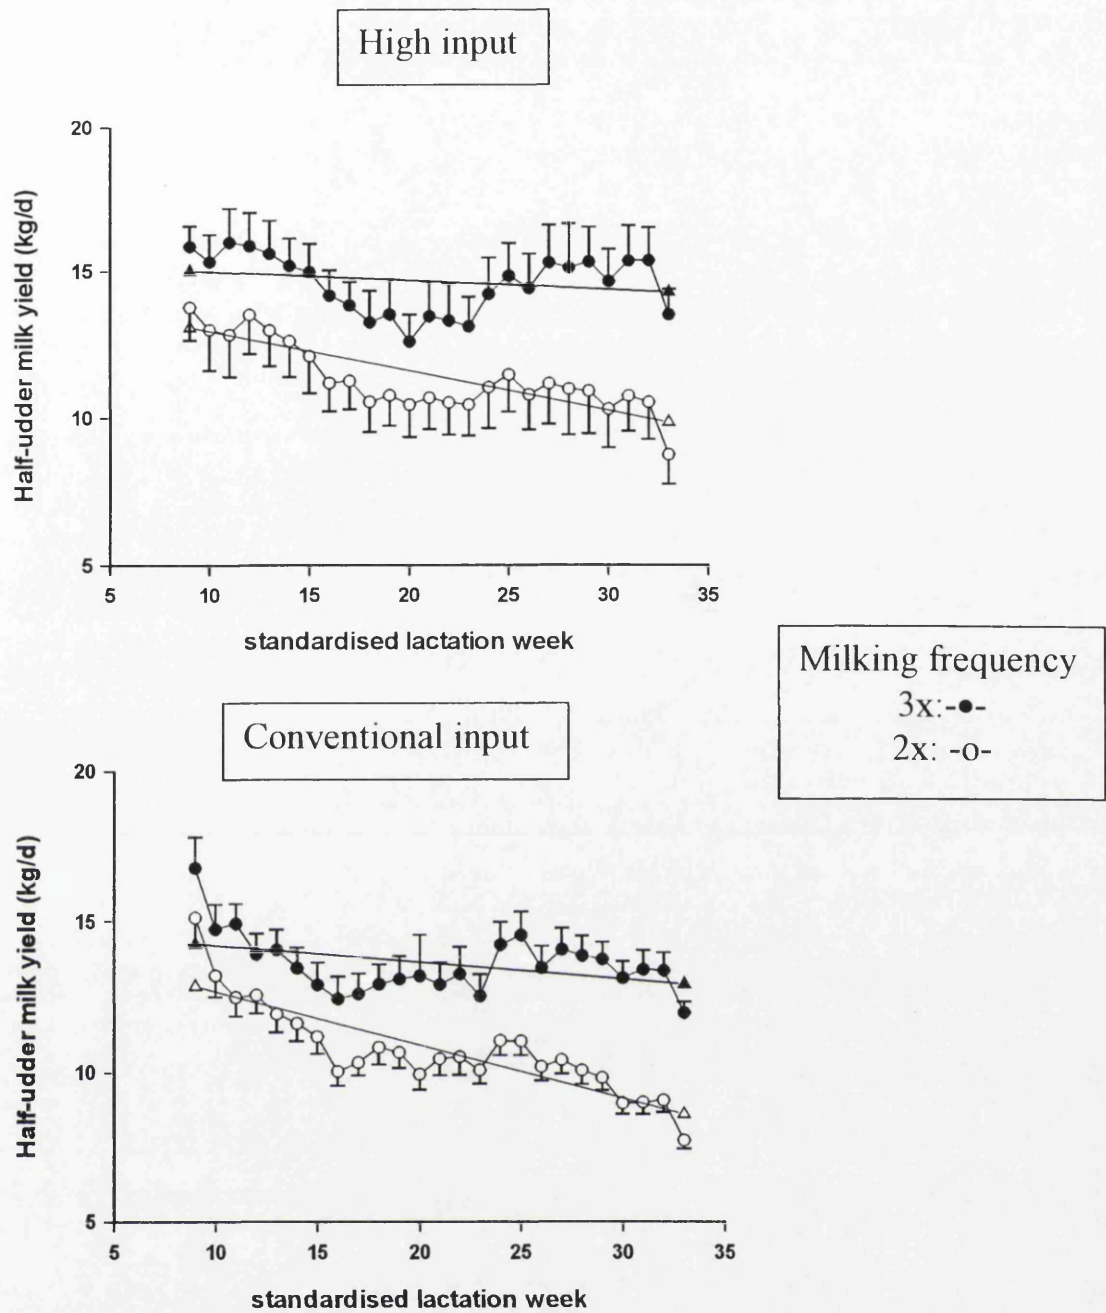 High input
20
15
10
5
Half-udder milk yield (kg/d)
5 10 15 20 25 30 35
standardised lactation week
Milking frequency
3x:-●-
2x: -o-
Conventional input
20
15
10
5
Half-udder milk yield (kg/d)
5 10 15 20 25 30 35
standardised lactation week